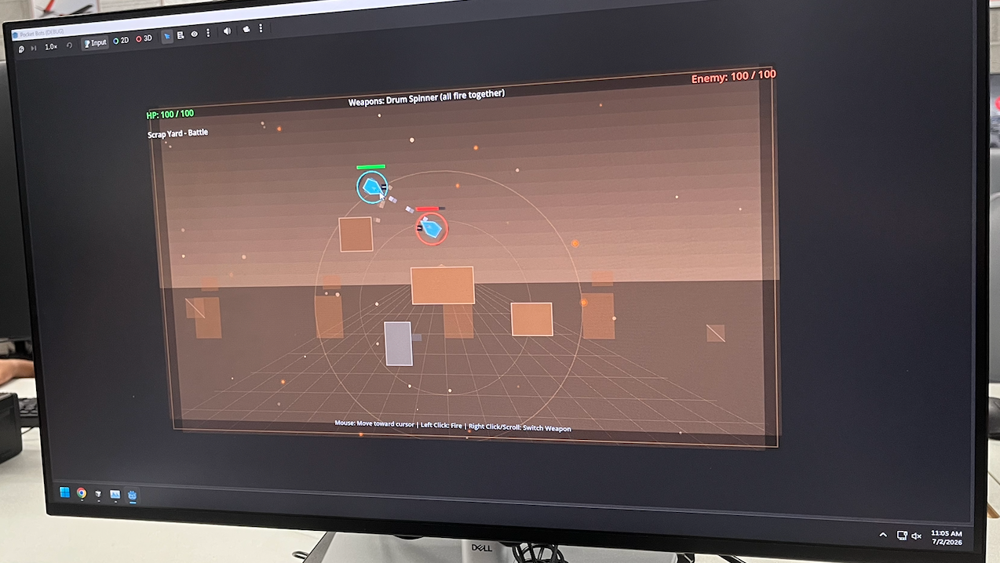 Pocket Bots (DEBUG)
1.0×
Input
2D
3D
Weapons: Drum Spinner (all fire together)
Enemy: 100 / 100
HP: 100 / 100
Scrap Yard - Battle
Mouse: Move toward cursor | Left Click: Fire | Right Click/Scroll: Switch Weapon
11:05 AM
7/2/2026
DELL